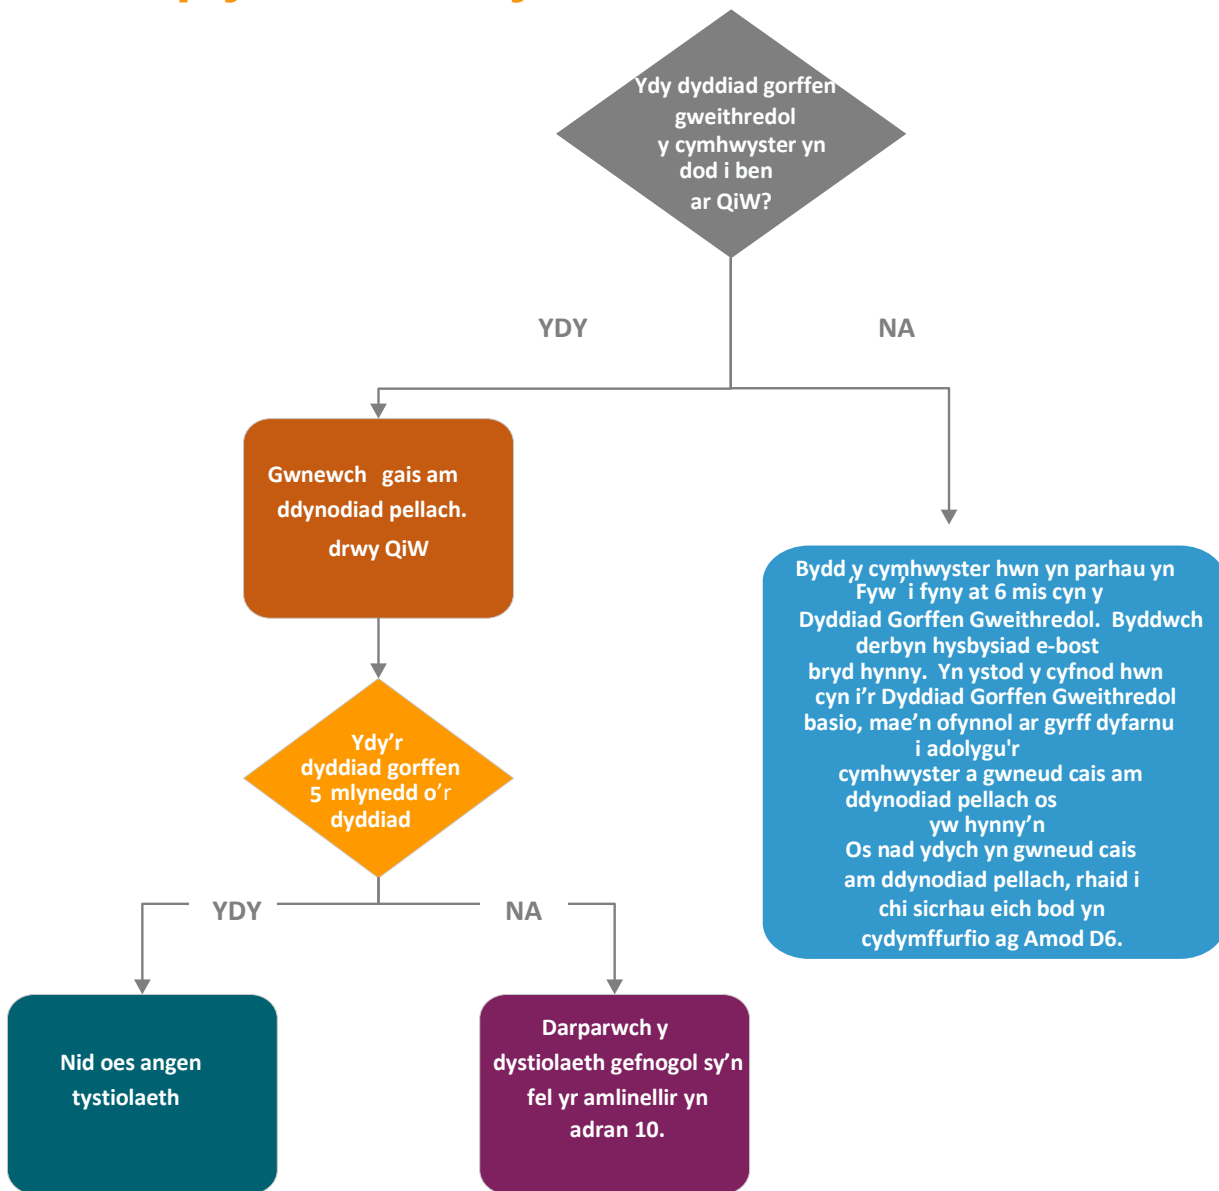 Ydy dyddiad gorffen
gweithredol
y cymhwyster yn
dod i ben
ar QiW?
YDY
NA
Gwnewch gais am
ddynodiad pellach.
drwy QiW
Bydd y cymhwyster hwn yn parhau yn
‘Fyw’ i fyny at 6 mis cyn y
Dyddiad Gorffen Gweithredol. Byddwch
derbyn hysbysiad e-bost
bryd hynny. Yn ystod y cyfnod hwn
cyn i’r Dyddiad Gorffen Gweithredol
basio, mae’n ofynnol ar gyrff dyfarnu
i adolygu'r
cymhwyster a gwneud cais am
ddynodiad pellach os
yw hynny’n
Os nad ydych yn gwneud cais
am ddynodiad pellach, rhaid i
chi sicrhau eich bod yn
cydymffurfio ag Amod D6.
Ydy’r
dyddiad gorffen
5 mlynedd o’r
dyddiad
YDY
NA
Nid oes angen
tystiolaeth
Darparwch y
dystiolaeth gefnogol sy’n
fel yr amlinellir yn
adran 10.